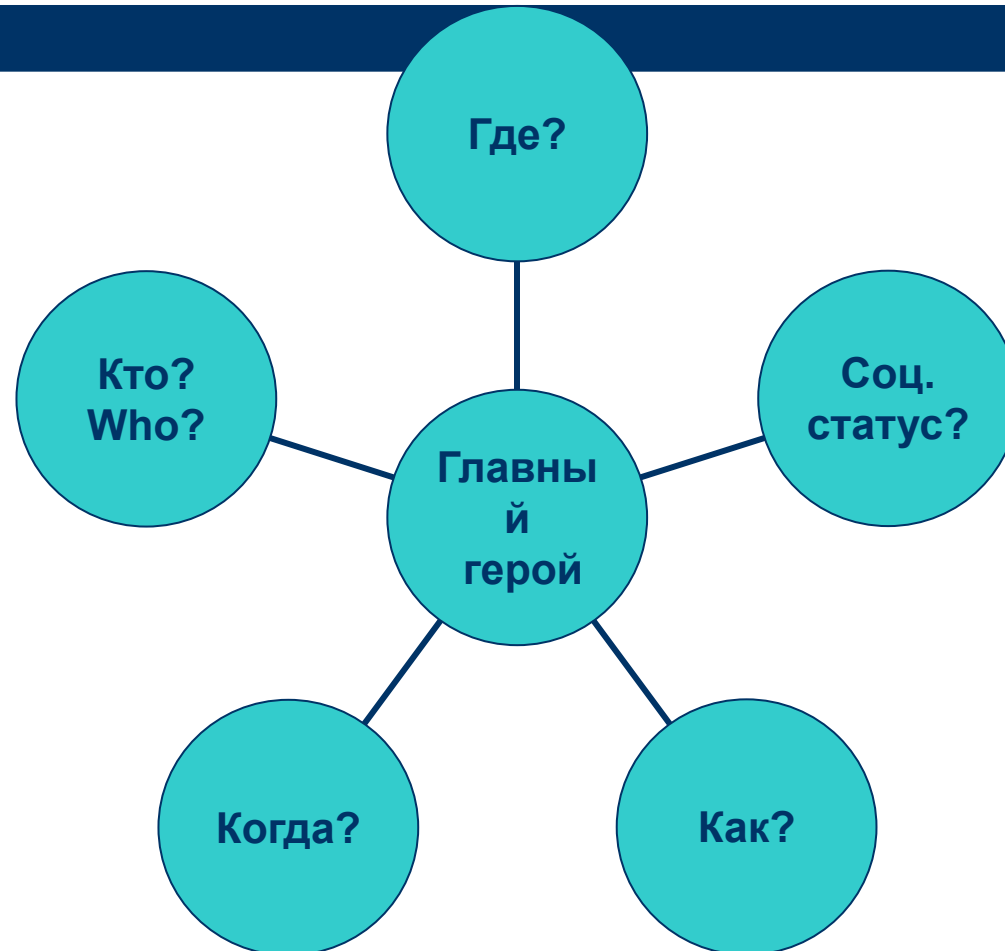 Где?
Кто?
Who?
Соц.
статус?
Главны
й
герой
Когда?
Как?